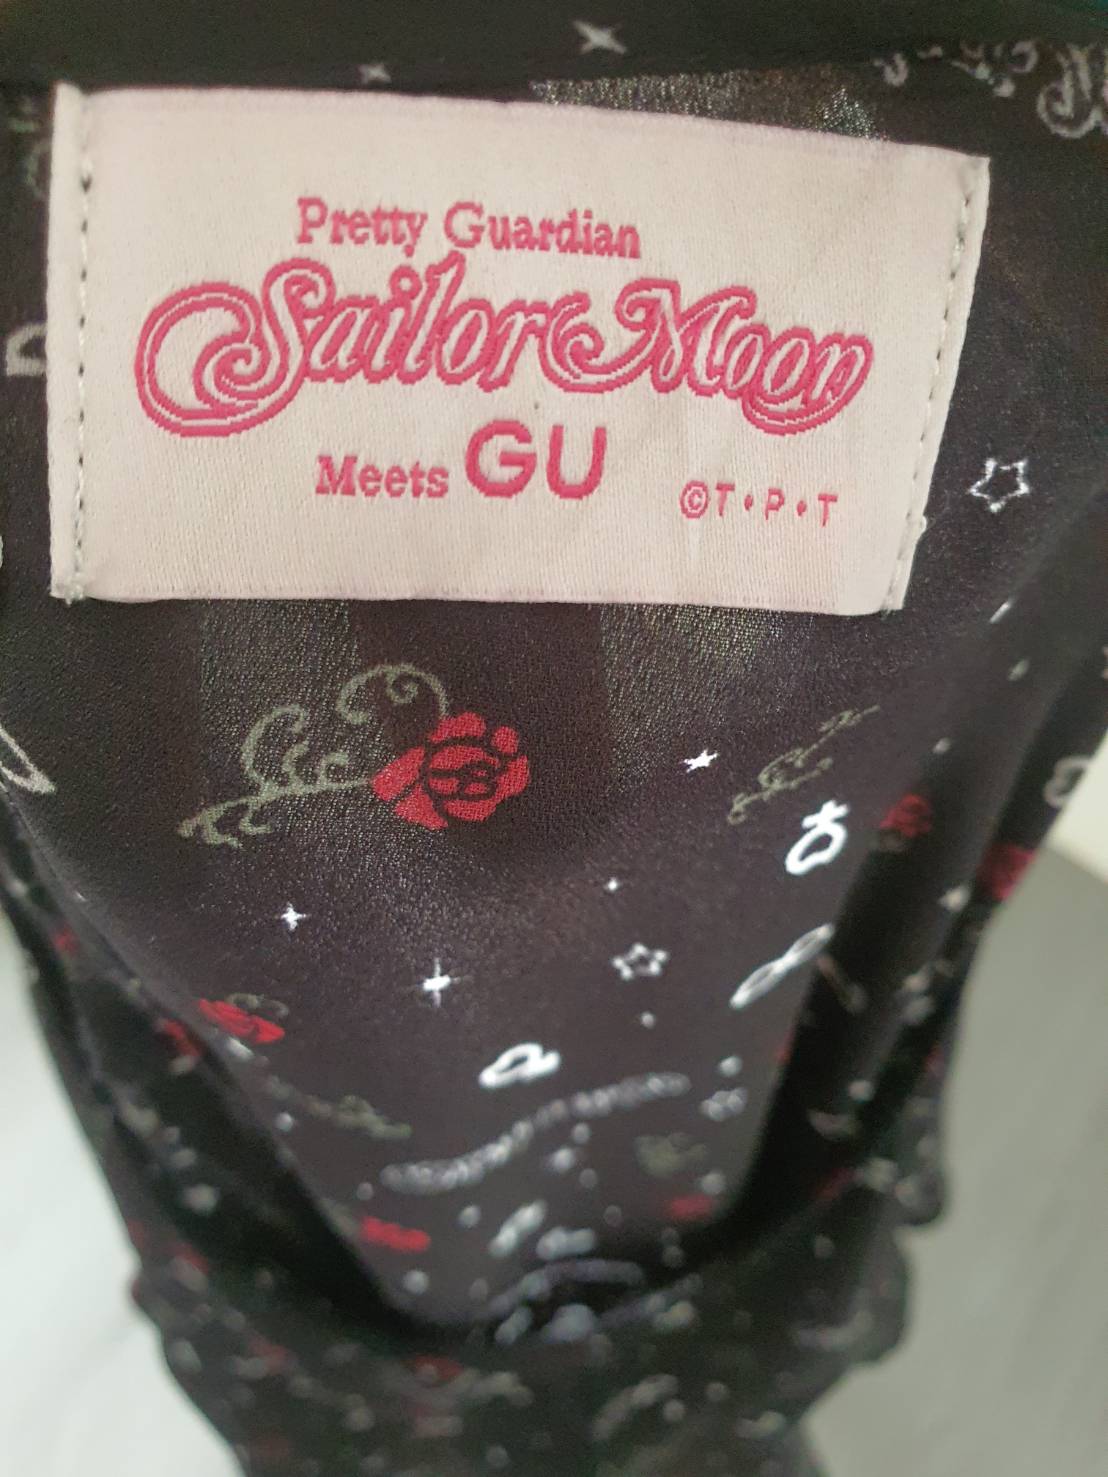 Pretty Guardian
Sailor Moon
Meets GU
©T•P•T